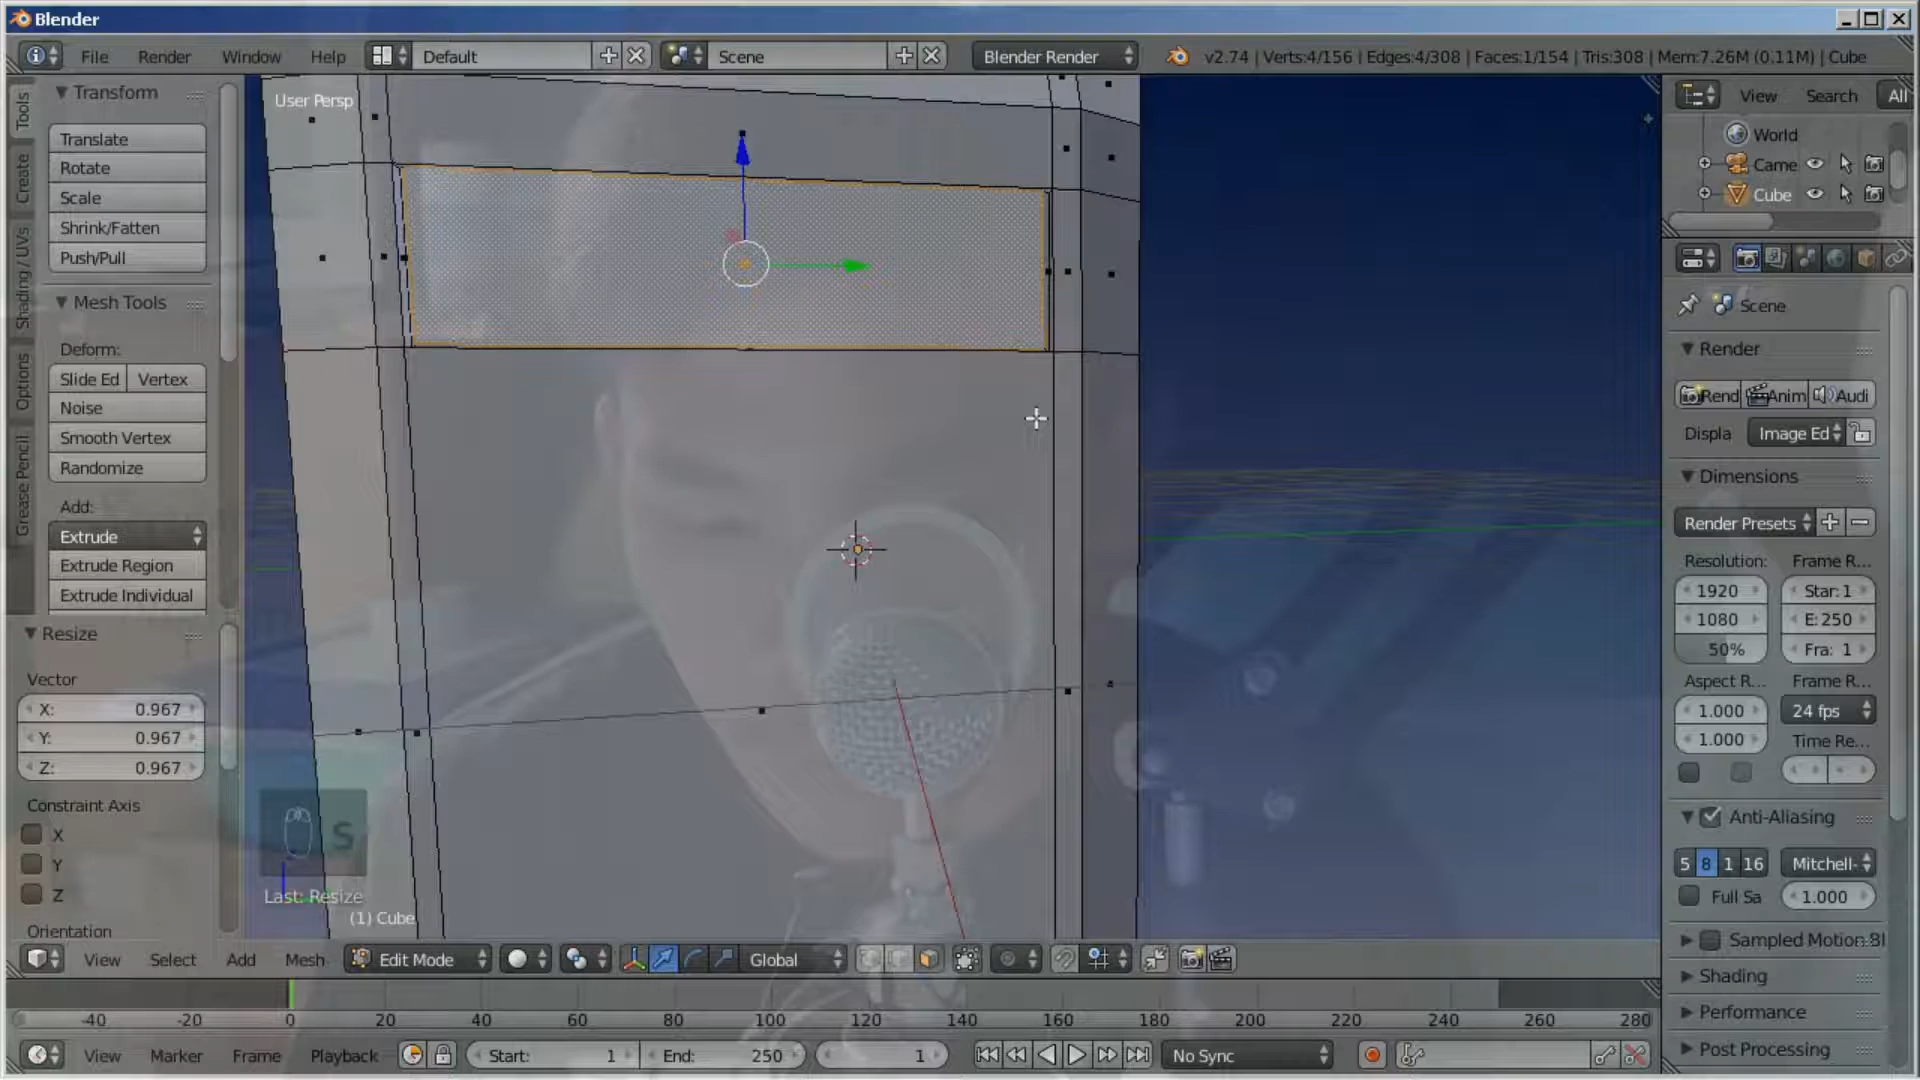 Blender
File Render Window Help Default Scene Blender Render v2.74 | Verts:4/156 | Edges:4/308 | Faces:1/154 | Tris:308 | Mem:7.26M (0.11M) | Cube
Tools
Create
Shading / UVs
Options
Grease Pencil
Transform
Translate
Rotate
Scale
Shrink/Fatten
Push/Pull
Mesh Tools
Deform:
Slide Ed Vertex
Noise
Smooth Vertex
Randomize
Add:
Extrude
Extrude Region
Extrude Individual
Resize
Vector
X: 0.967
Y: 0.967
Z: 0.967
Constraint Axis
X
Y
Z
Orientation
User Persp
S
Last: Resize
(1) Cube
View Search All
World
Came
Cube
Scene
Render
Rend Anim Audi
Displa Image Ed
Dimensions
Render Presets
Resolution: Frame R...
1920 Star: 1
1080 E: 250
50% Fra: 1
Aspect R... Frame R...
1.000 24 fps
1.000 Time Re...
Anti-Aliasing
5 8 1 16 Mitchell-
Full Sa 1.000
Sampled Motion Bl
Shading
Performance
Post Processing
View Select Add Mesh Edit Mode Global
-40 -20 0 20 40 60 80 100 120 140 160 180 200 220 240 260 280
View Marker Frame Playback Start: 1 End: 250 1 No Sync